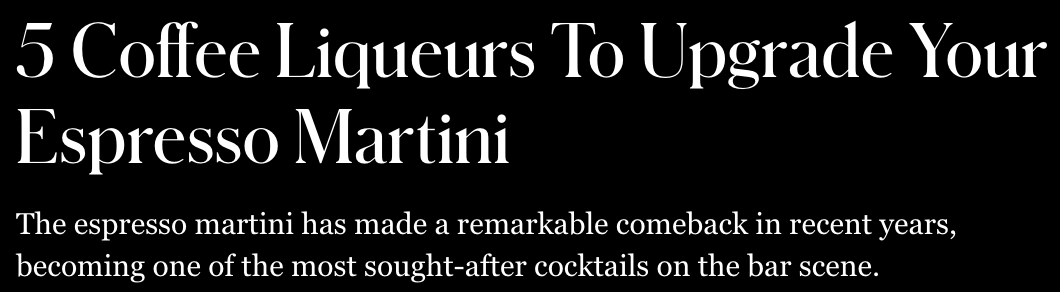 5 Coffee Liqueurs To Upgrade Your
Espresso Martini
The espresso martini has made a remarkable comeback in recent years,
becoming one of the most sought-after cocktails on the bar scene.